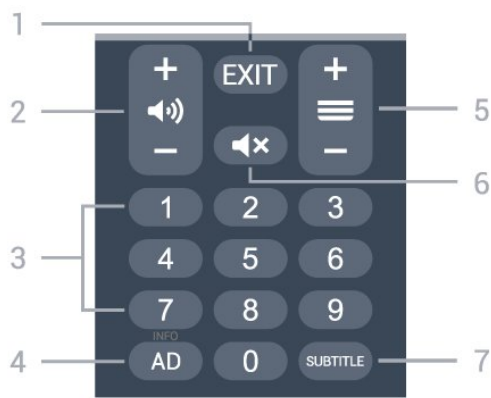 1
+ EXIT +
2 5
− −
6
1 2 3
3 4 5 6
7 8 9
INFO
4 AD 0 SUBTITLE 7